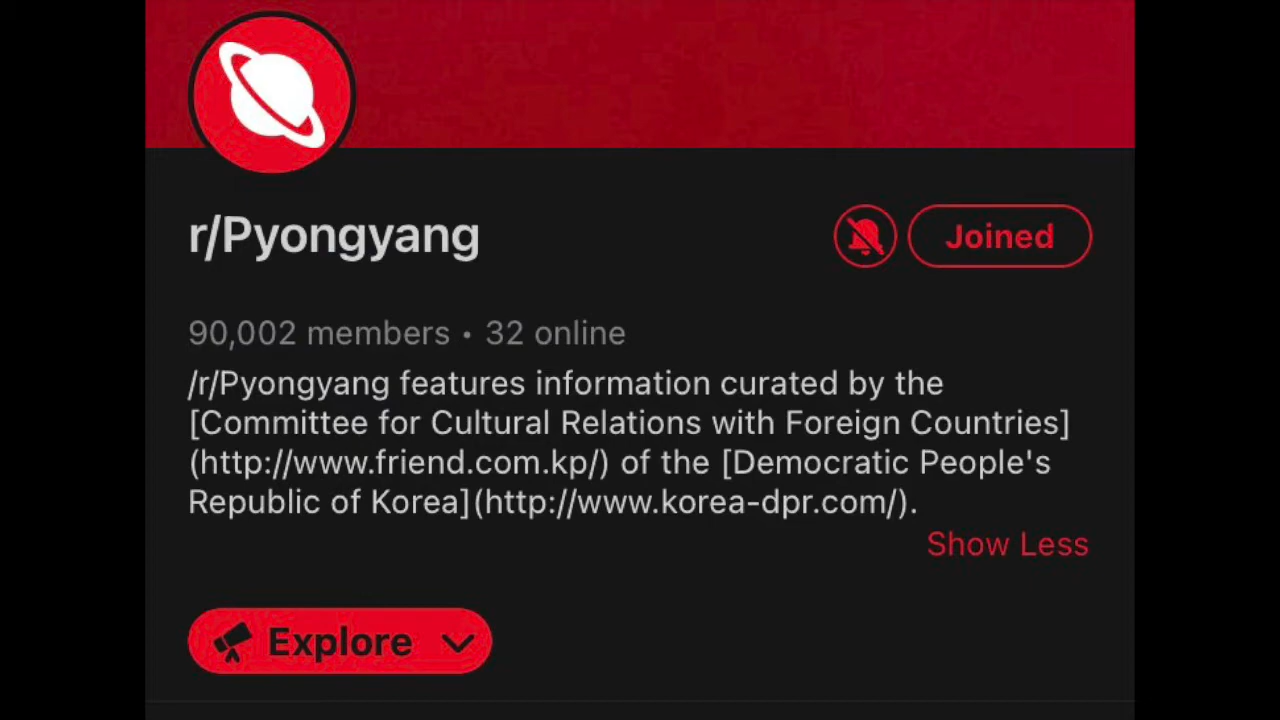 r/Pyongyang
Joined
90,002 members • 32 online
/r/Pyongyang features information curated by the
[Committee for Cultural Relations with Foreign Countries]
(http://www.friend.com.kp/) of the [Democratic People's
Republic of Korea](http://www.korea-dpr.com/).
Show Less
Explore